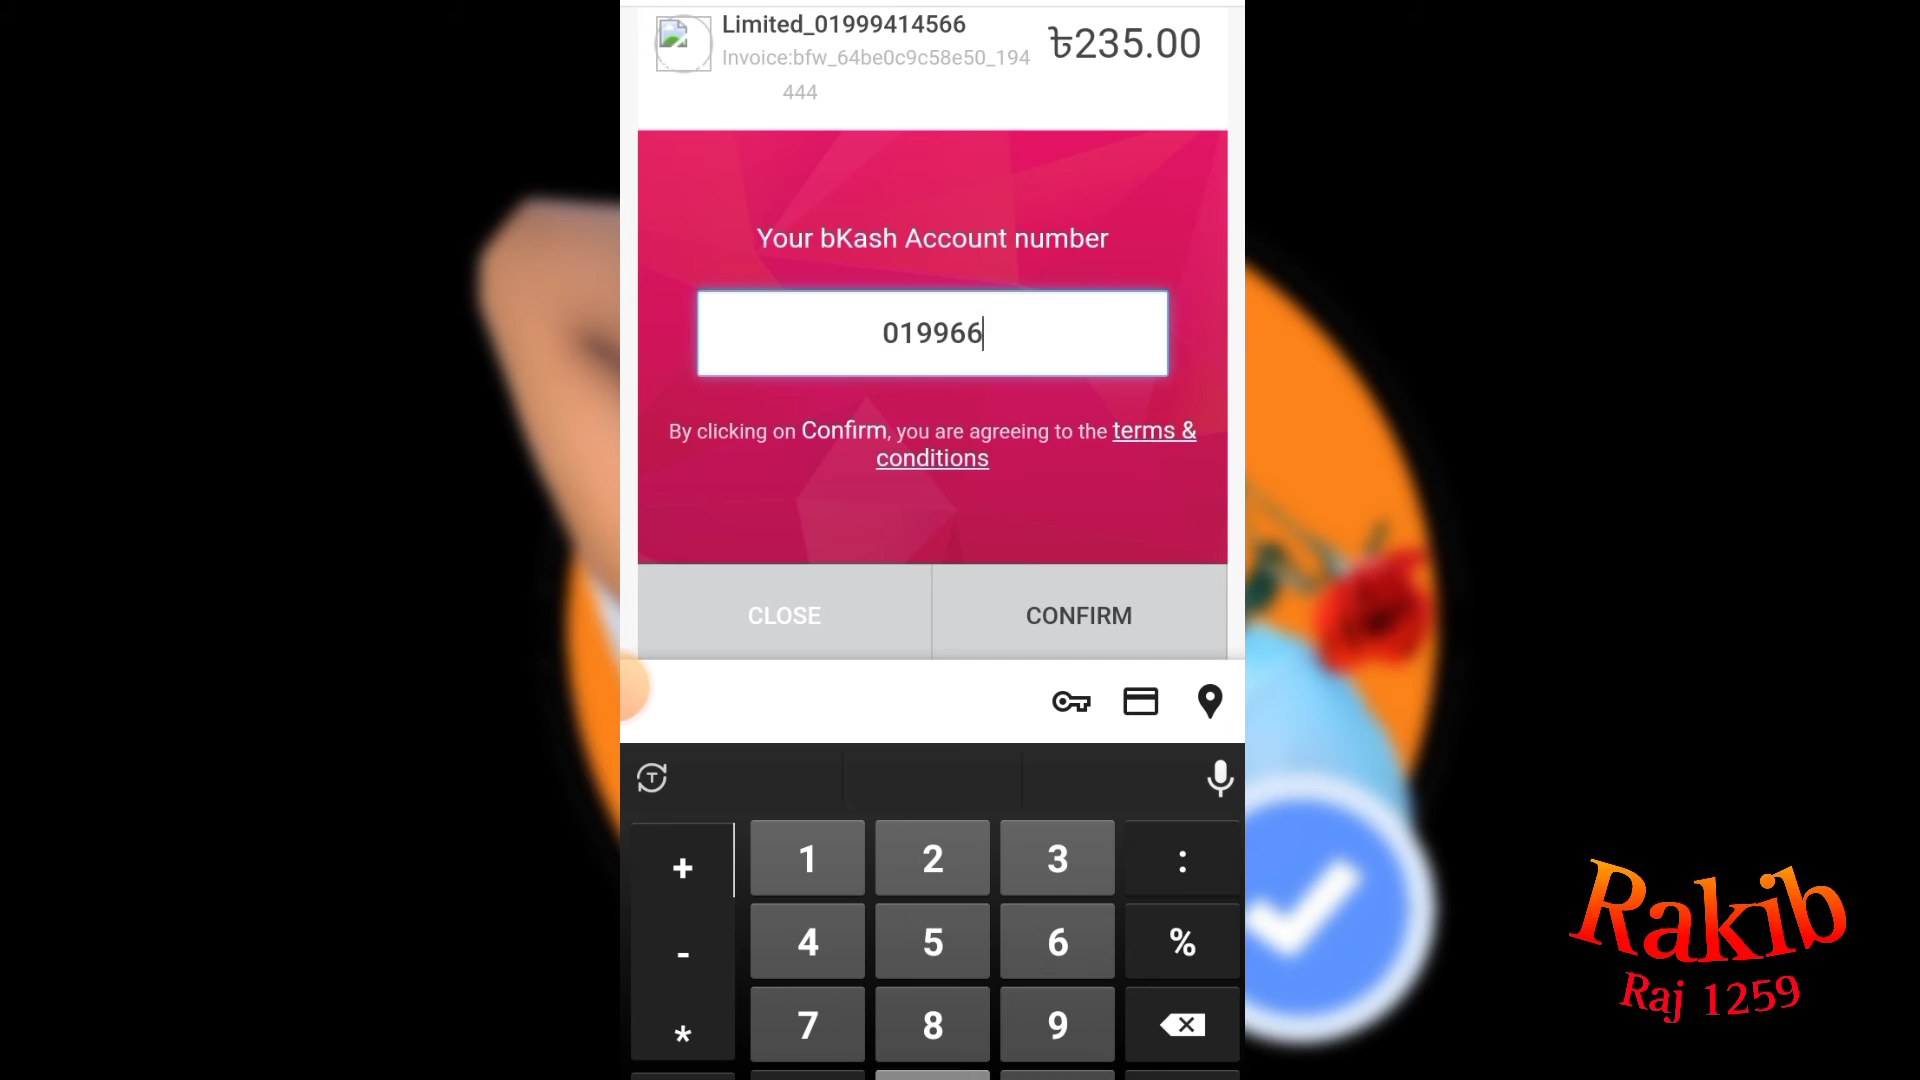 Limited_01999414566
৳235.00
Invoice:bfw_64be0c9c58e50_194
444
Your bKash Account number
019966
By clicking on Confirm, you are agreeing to the terms &
conditions
CLOSE
CONFIRM
+ 1 2 3 :
- 4 5 6 %
* 7 8 9
Rakib
Raj 1259